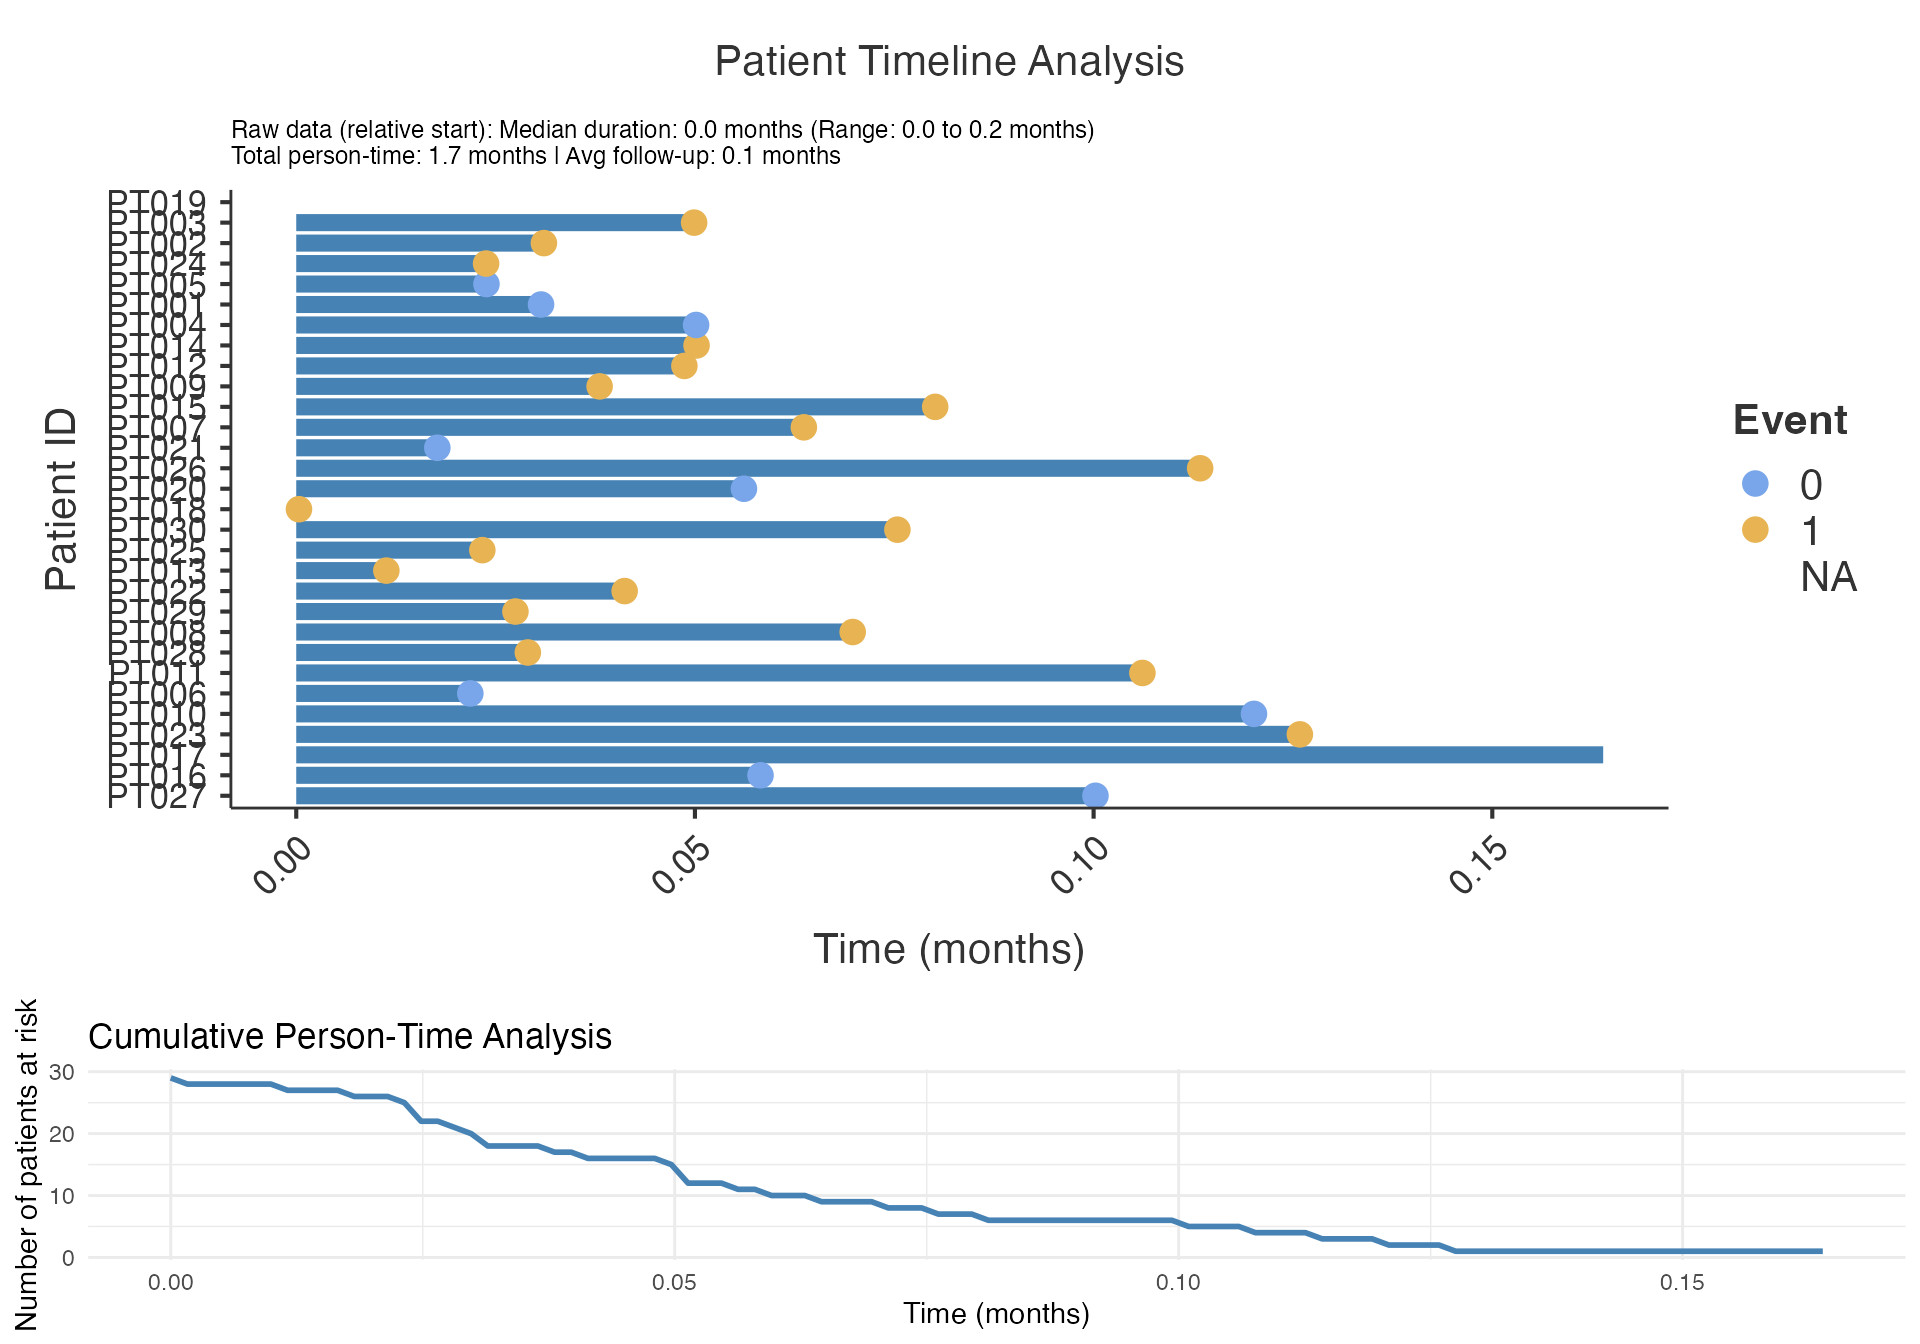 Patient Timeline Analysis
Raw data (relative start): Median duration: 0.0 months (Range: 0.0 to 0.2 months)
Total person-time: 1.7 months | Avg follow-up: 0.1 months
Patient ID
PT019
PT003
PT002
PT024
PT005
PT001
PT004
PT014
PT012
PT009
PT015
PT007
PT021
PT026
PT020
PT018
PT030
PT025
PT013
PT022
PT029
PT008
PT028
PT011
PT006
PT010
PT023
PT017
PT016
PT027
0.00
0.05
0.10
0.15
Time (months)
Event
0
1
NA
Cumulative Person-Time Analysis
Number of patients at risk
30
20
10
0
0.00
0.05
0.10
0.15
Time (months)